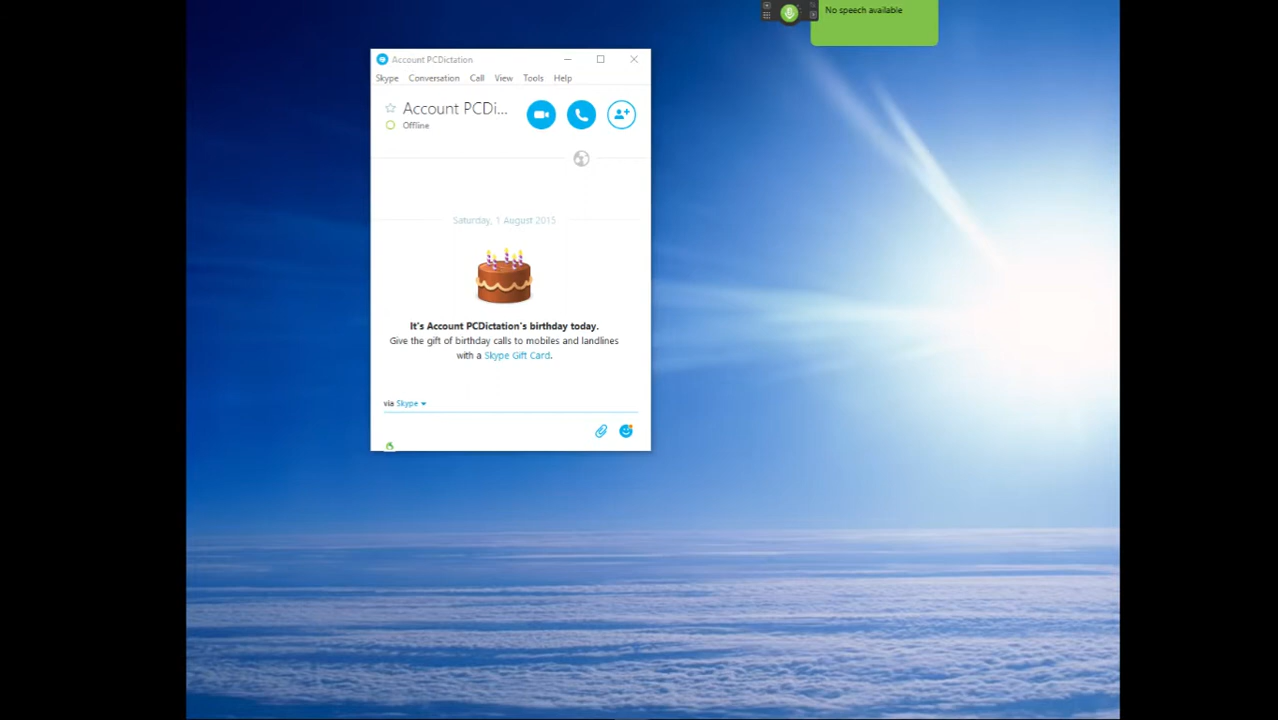 No speech available
Account PCDictation
Skype Conversation Call View Tools Help
Account PCDi...
Offline
Saturday, 1 August 2015
It's Account PCDictation's birthday today.
Give the gift of birthday calls to mobiles and landlines
with a Skype Gift Card.
via Skype